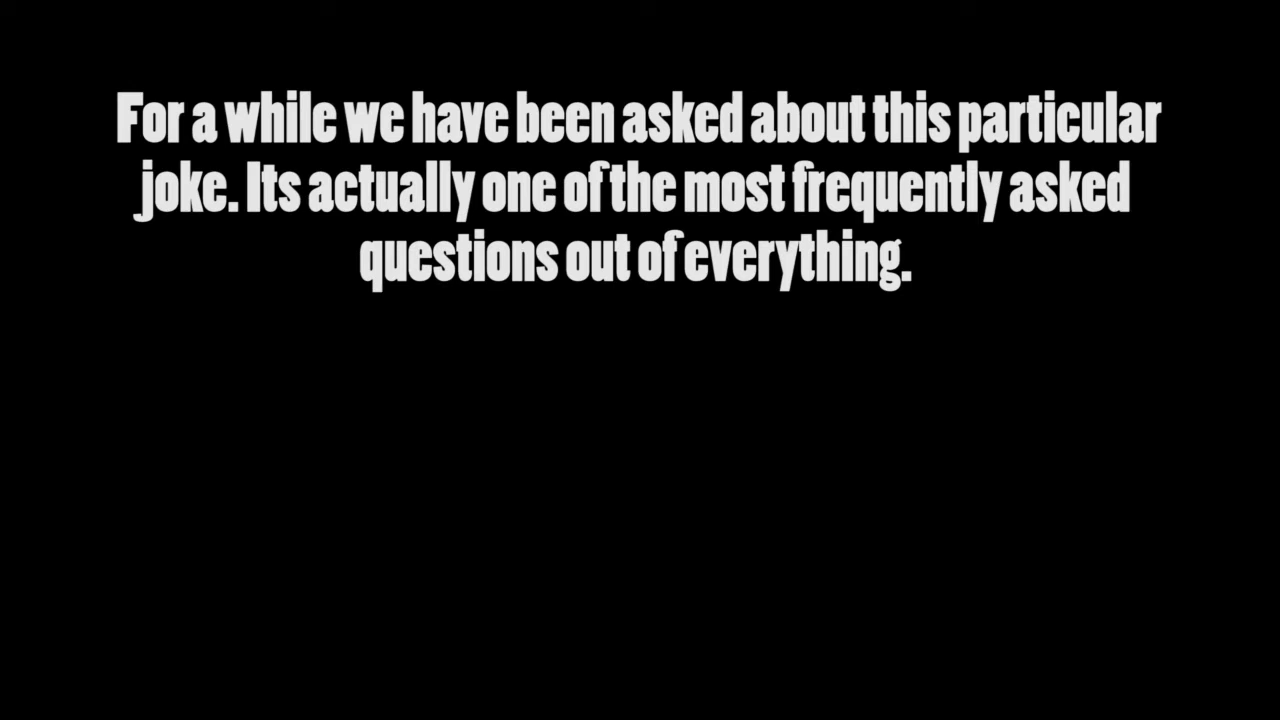 For a while we have been asked about this particular
joke. Its actually one of the most frequently asked
questions out of everything.